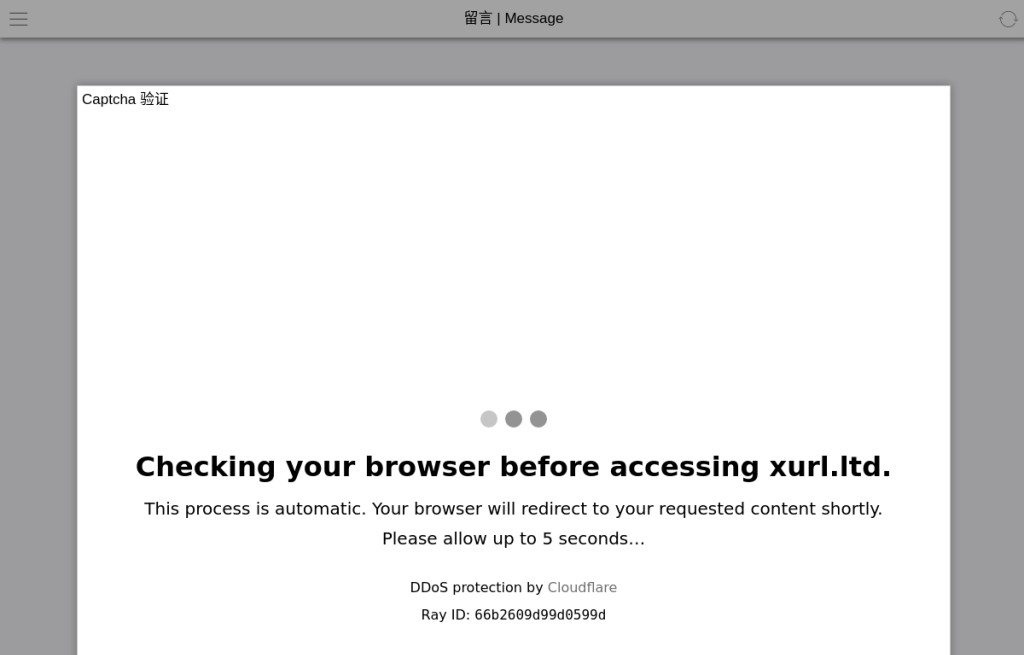 留言 | Message
Captcha 验证
Checking your browser before accessing xurl.ltd.
This process is automatic. Your browser will redirect to your requested content shortly.
Please allow up to 5 seconds…
DDoS protection by Cloudflare
Ray ID: 66b2609d99d0599d